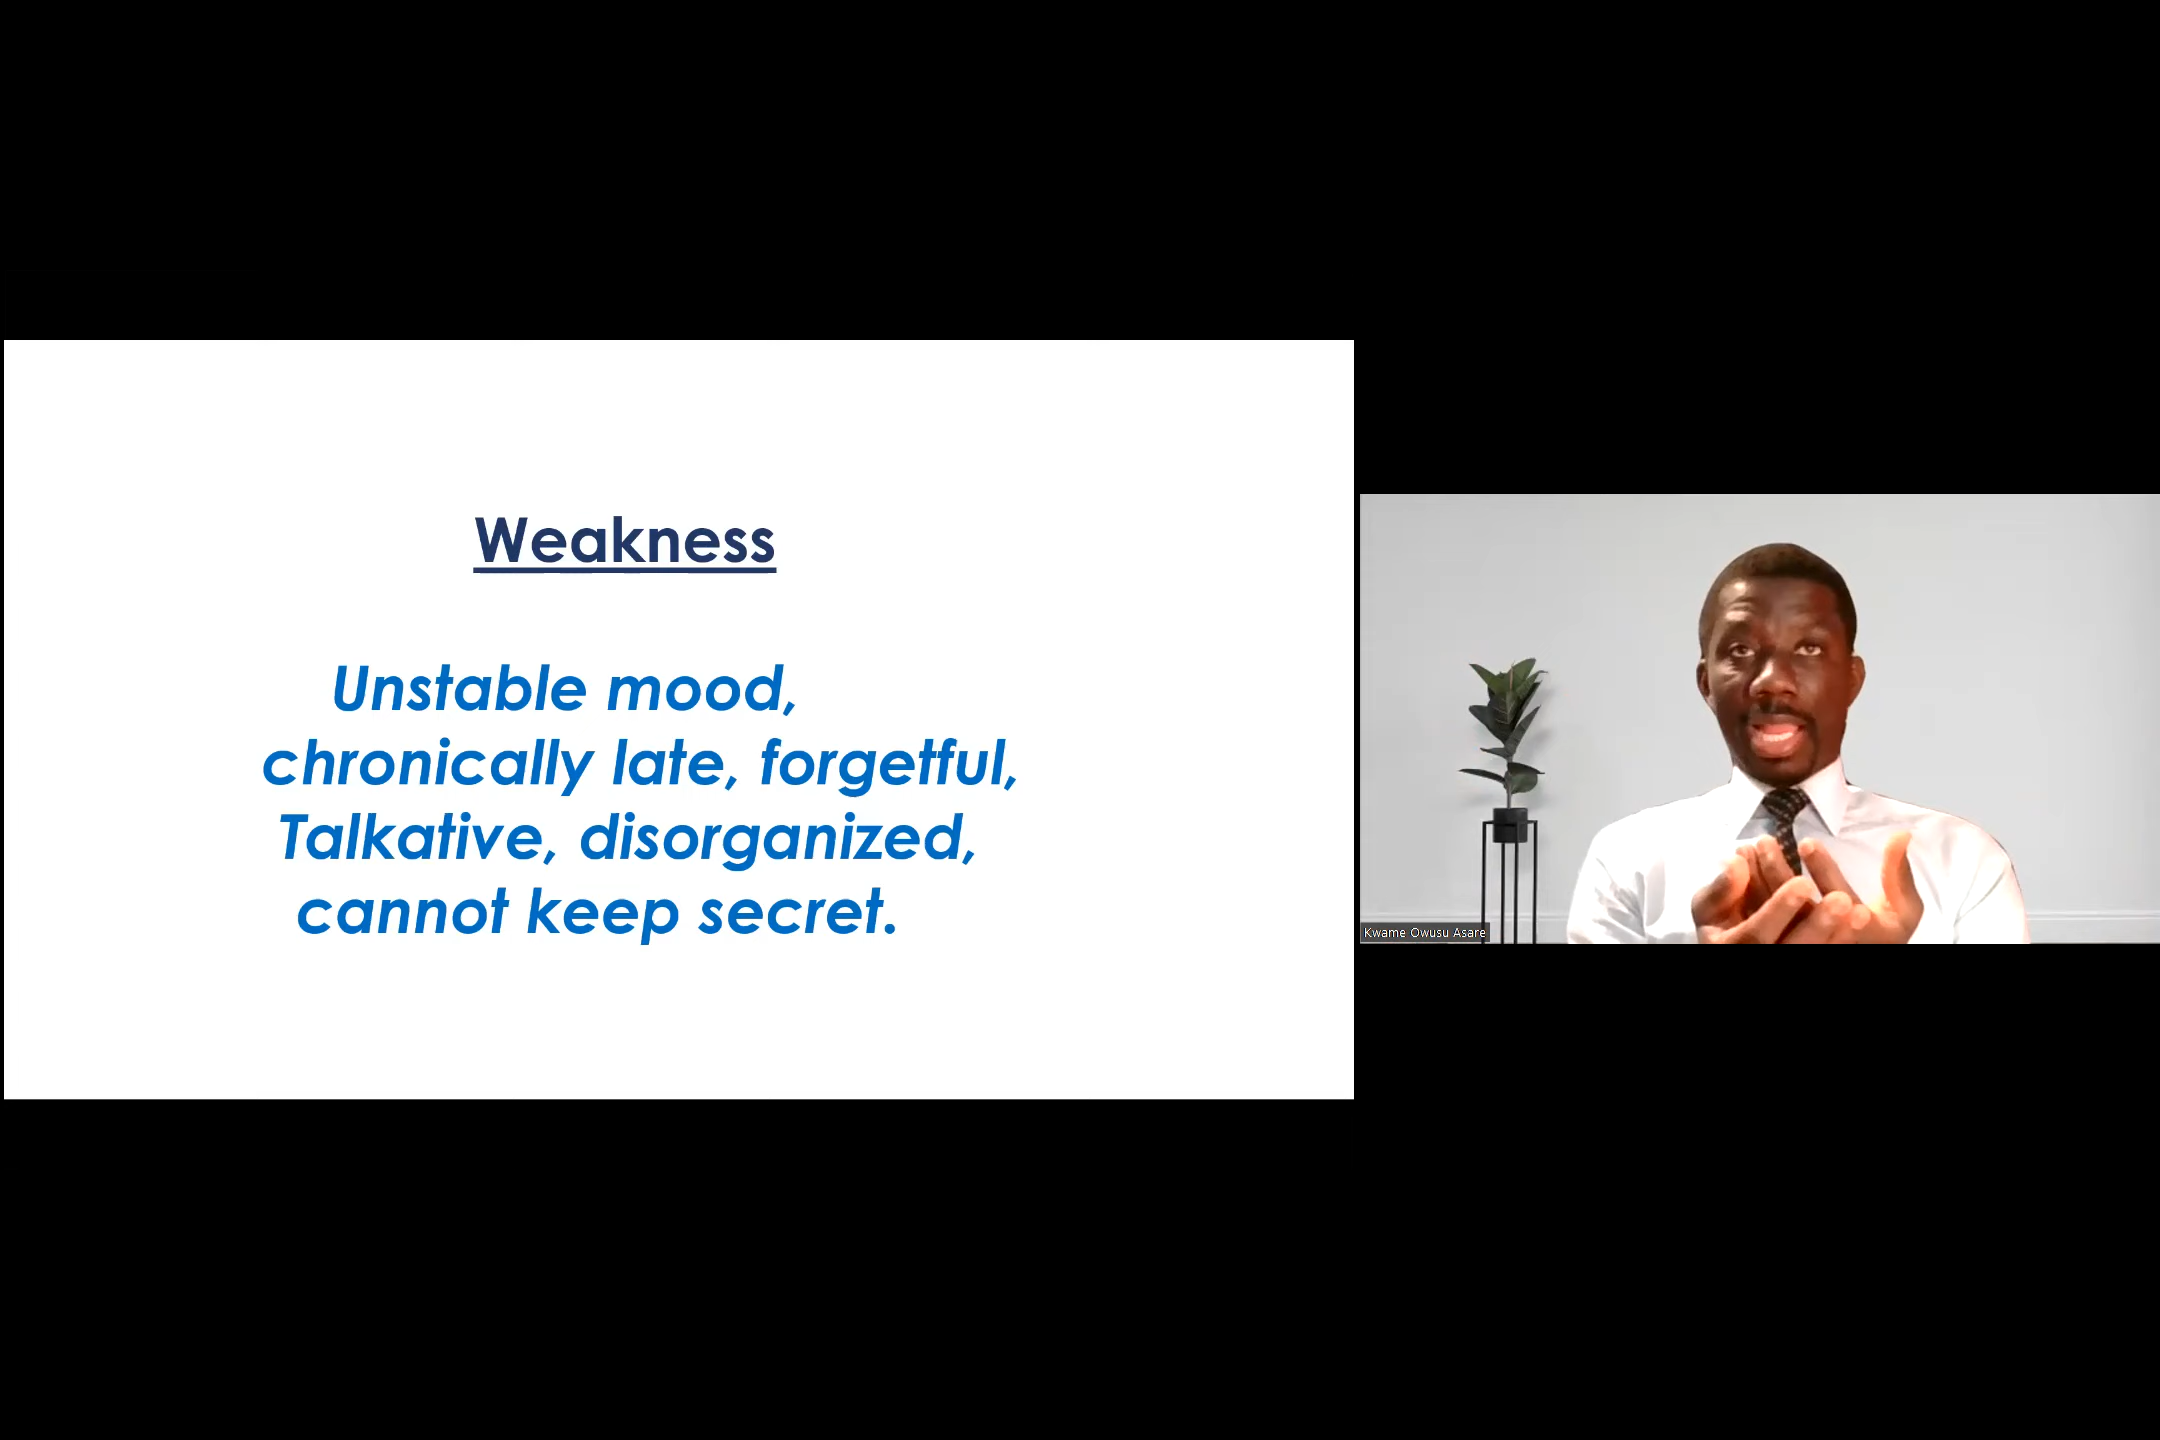 Weakness
Unstable mood,
chronically late, forgetful,
Talkative, disorganized,
cannot keep secret.
Kwame Owusu Asare